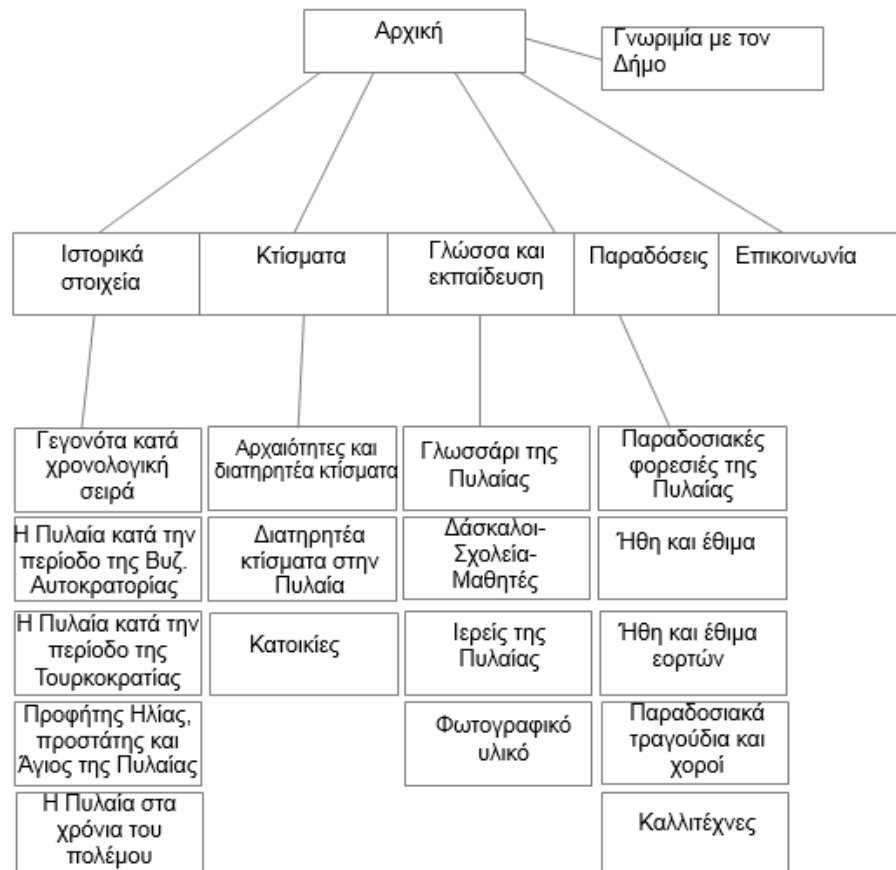 Αρχική
Γνωριμία με τον
Δήμο
Ιστορικά
στοιχεία
Κτίσματα
Γλώσσα και
εκπαίδευση
Παραδόσεις
Επικοινωνία
Γεγονότα κατά
χρονολογική
σειρά
Η Πυλαία κατά την
περίοδο της Βυζ.
Αυτοκρατορίας
Η Πυλαία κατά την
περίοδο της
Τουρκοκρατίας
Προφήτης Ηλίας,
προστάτης και
Άγιος της Πυλαίας
Η Πυλαία στα
χρόνια του
πολέμου
Αρχαιότητες και
διατηρητέα κτίσματα
Διατηρητέα
κτίσματα στην
Πυλαία
Κατοικίες
Γλωσσάρι της
Πυλαίας
Δάσκαλοι-
Σχολεία-
Μαθητές
Ιερείς της
Πυλαίας
Φωτογραφικό
υλικό
Παραδοσιακές
φορεσιές της
Πυλαίας
Ήθη και έθιμα
Ήθη και έθιμα
εορτών
Παραδοσιακά
τραγούδια και
χοροί
Καλλιτέχνες